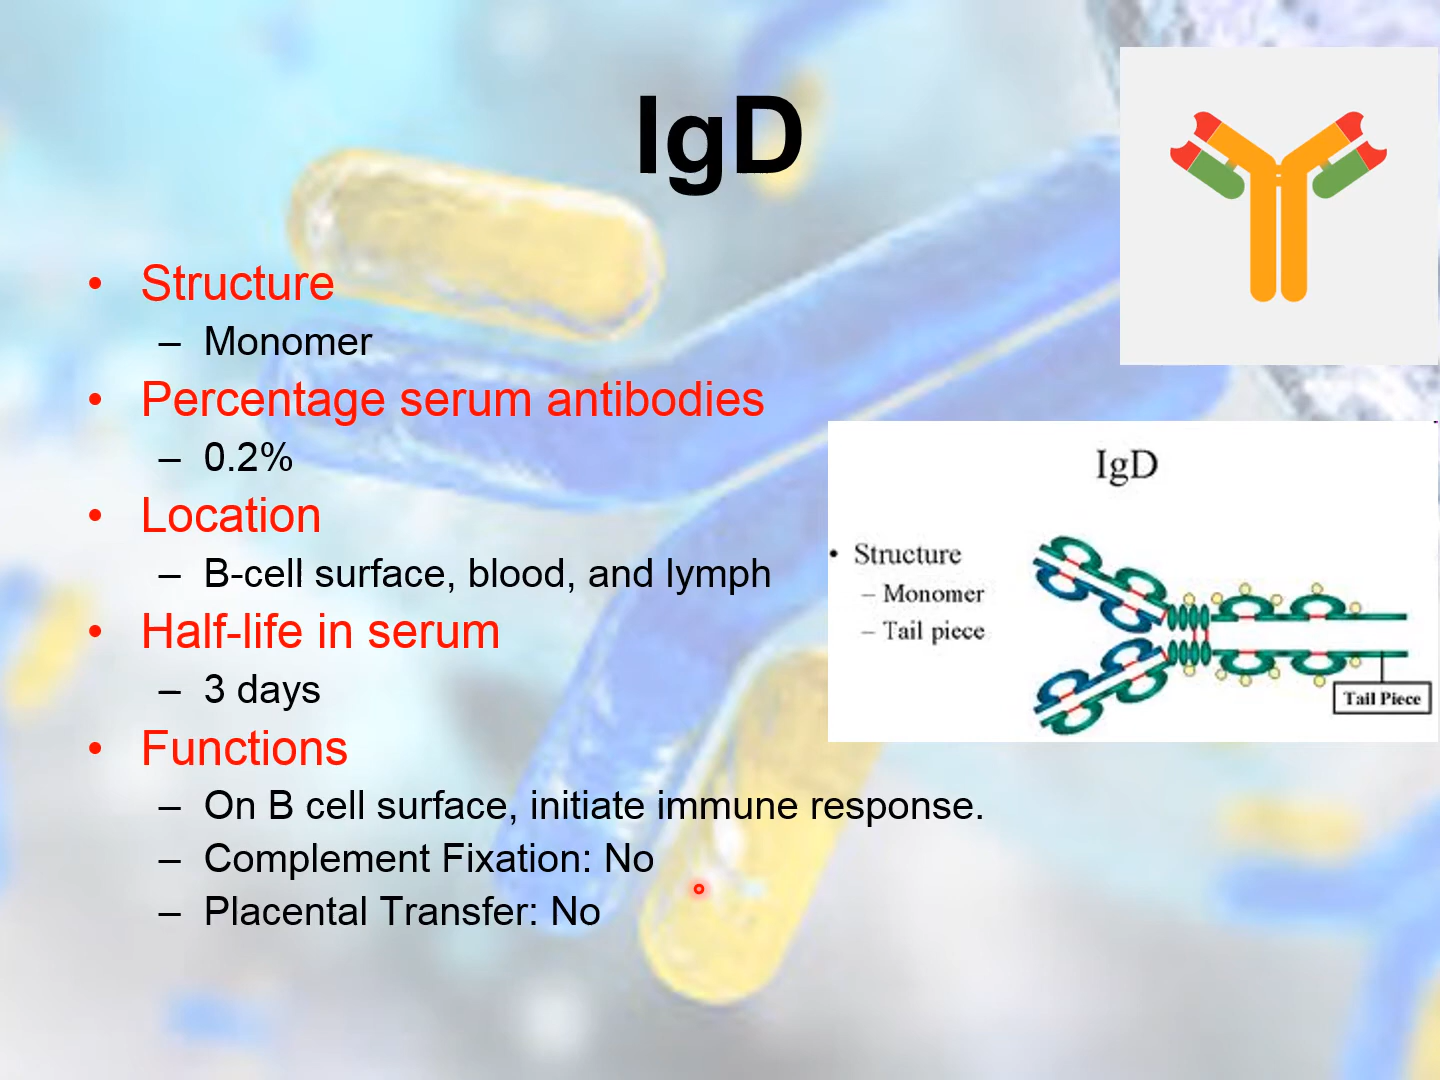 IgD
• Structure
– Monomer
• Percentage serum antibodies
– 0.2%
• Location
– B-cell surface, blood, and lymph
• Half-life in serum
– 3 days
• Functions
– On B cell surface, initiate immune response.
– Complement Fixation: No
– Placental Transfer: No
IgD
• Structure
– Monomer
– Tail piece
Tail Piece